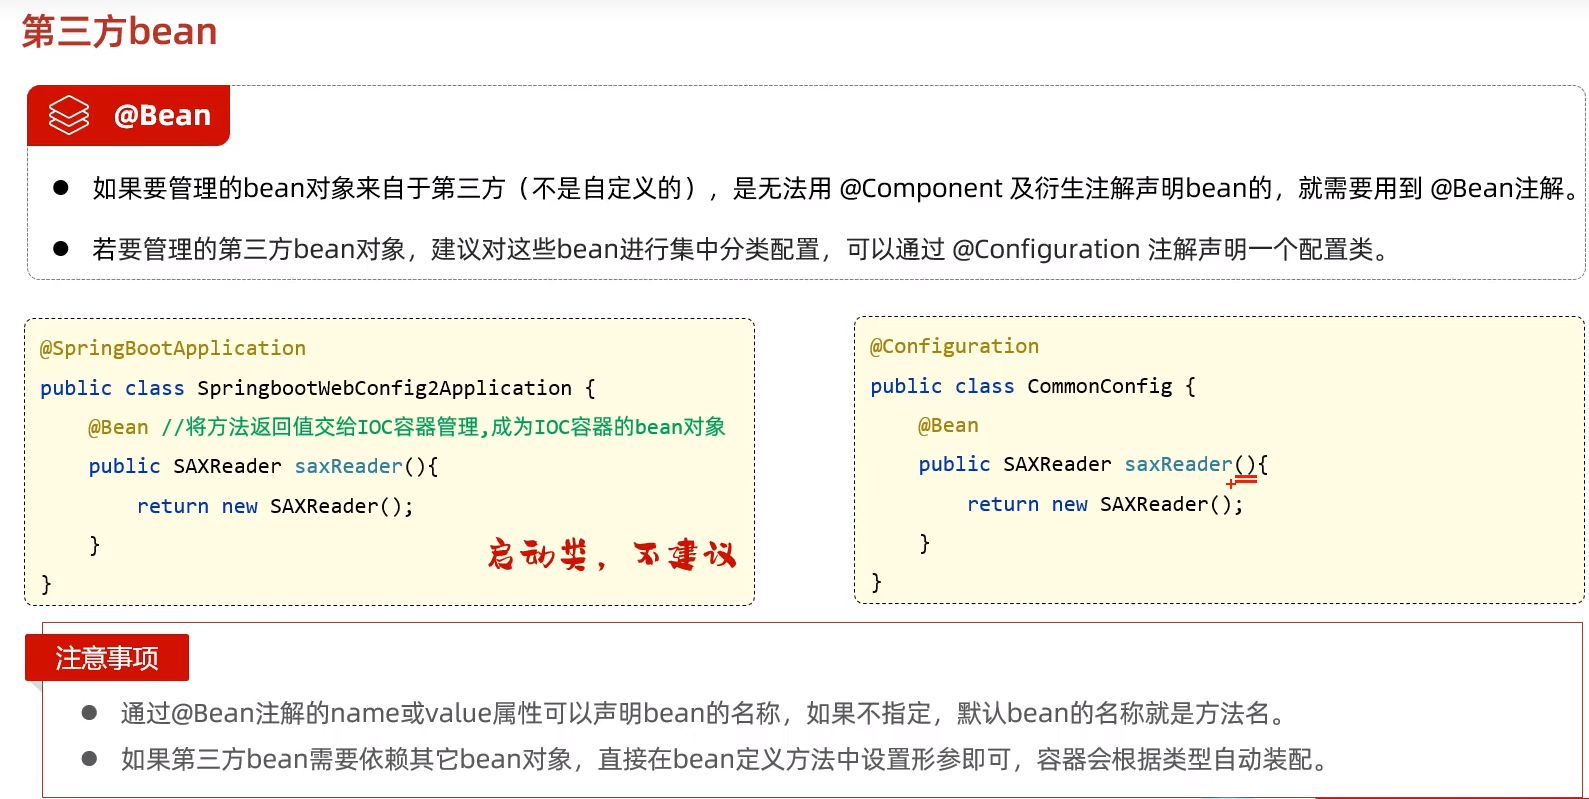 第三方bean
@Bean
如果要管理的bean对象来自于第三方（不是自定义的），是无法用 @Component 及衍生注解声明bean的，就需要用到 @Bean注解。
若要管理的第三方bean对象，建议对这些bean进行集中分类配置，可以通过 @Configuration 注解声明一个配置类。
@SpringBootApplication
public class SpringbootWebConfig2Application {
@Bean //将方法返回值交给IOC容器管理,成为IOC容器的bean对象
public SAXReader saxReader(){
return new SAXReader();
}
}
启动类，不建议
@Configuration
public class CommonConfig {
@Bean
public SAXReader saxReader(){
return new SAXReader();
}
}
注意事项
通过@Bean注解的name或value属性可以声明bean的名称，如果不指定，默认bean的名称就是方法名。
如果第三方bean需要依赖其它bean对象，直接在bean定义方法中设置形参即可，容器会根据类型自动装配。